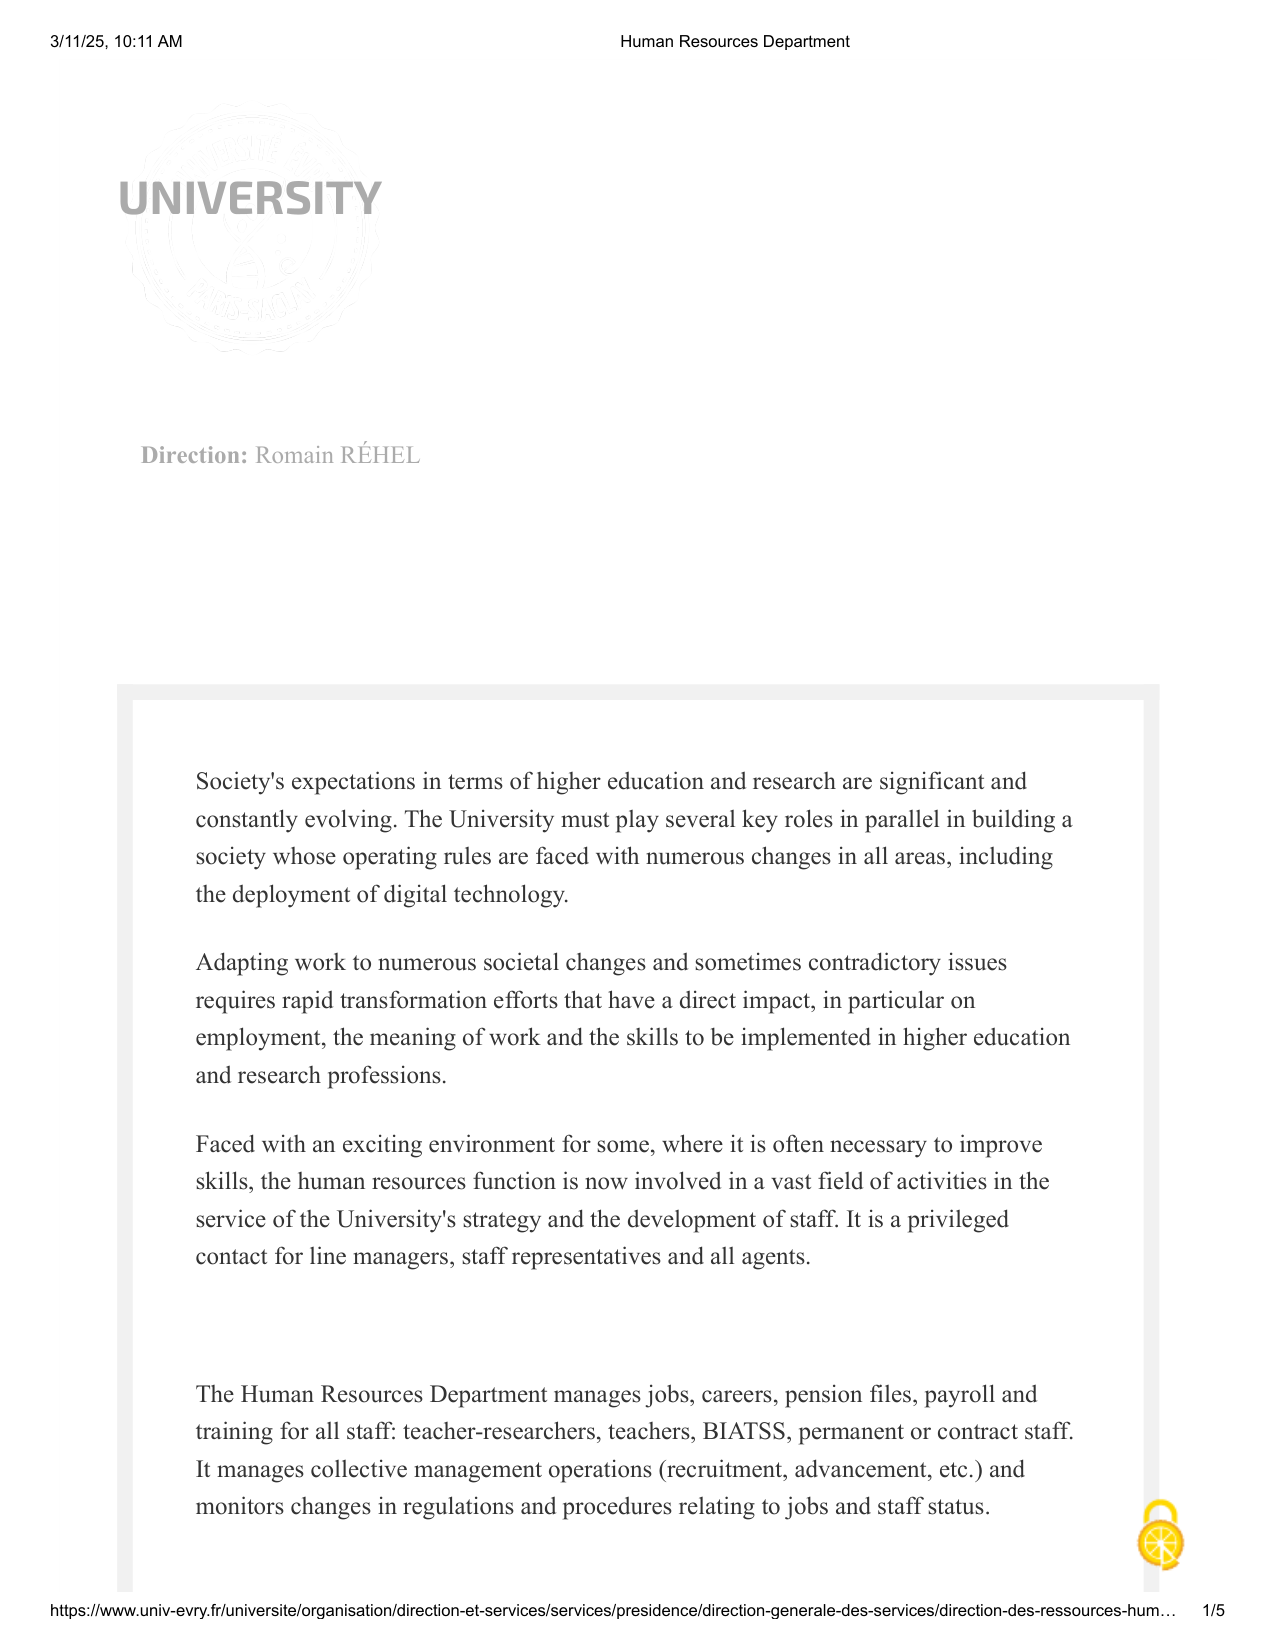 3/11/25, 10:11 AM
Human Resources Department
UNIVERSITY
Direction: Romain RÉHEL
Society's expectations in terms of higher education and research are significant and
constantly evolving. The University must play several key roles in parallel in building a
society whose operating rules are faced with numerous changes in all areas, including
the deployment of digital technology.
Adapting work to numerous societal changes and sometimes contradictory issues
requires rapid transformation efforts that have a direct impact, in particular on
employment, the meaning of work and the skills to be implemented in higher education
and research professions.
Faced with an exciting environment for some, where it is often necessary to improve
skills, the human resources function is now involved in a vast field of activities in the
service of the University's strategy and the development of staff. It is a privileged
contact for line managers, staff representatives and all agents.
The Human Resources Department manages jobs, careers, pension files, payroll and
training for all staff: teacher-researchers, teachers, BIATSS, permanent or contract staff.
It manages collective management operations (recruitment, advancement, etc.) and
monitors changes in regulations and procedures relating to jobs and staff status.
https://www.univ-evry.fr/universite/organisation/direction-et-services/services/presidence/direction-generale-des-services/direction-des-ressources-hum… 1/5